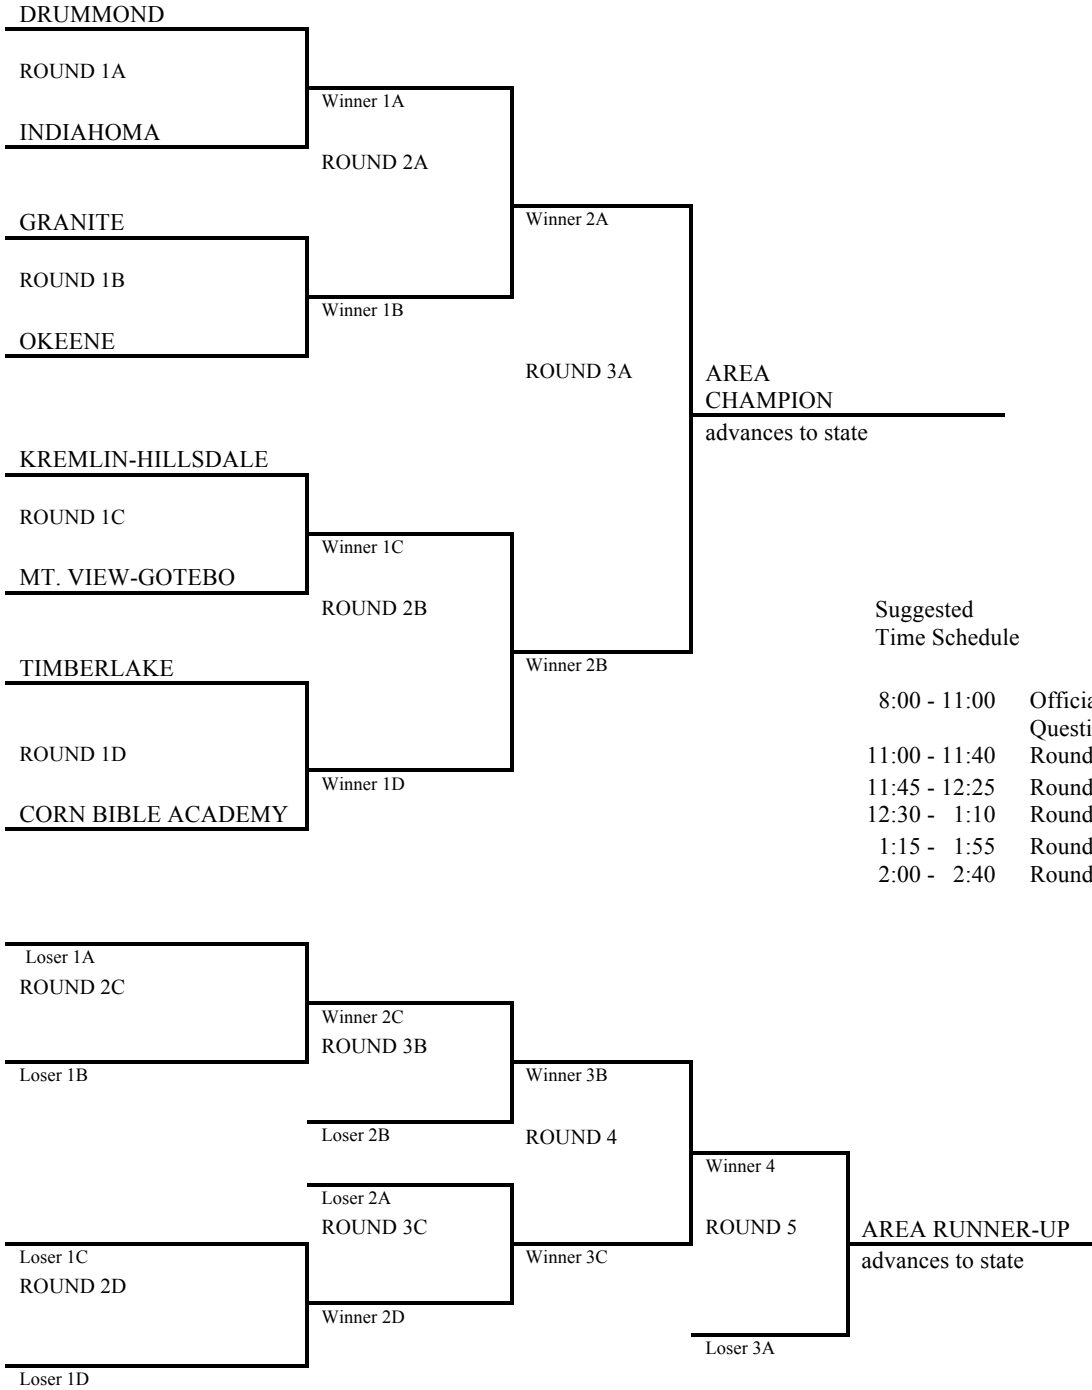 DRUMMOND
ROUND 1A
Winner 1A
INDIAHOMA
ROUND 2A
GRANITE
Winner 2A
ROUND 1B
Winner 1B
OKEENE
ROUND 3A
AREA
CHAMPION
advances to state
KREMLIN-HILLSDALE
ROUND 1C
Winner 1C
MT. VIEW-GOTEBO
ROUND 2B
Suggested
Time Schedule
TIMBERLAKE
Winner 2B
ROUND 1D
Winner 1D
CORN BIBLE ACADEMY
8:00 - 11:00
11:00 - 11:40 Round
11:45 - 12:25 Round
12:30 - 1:10 Round
1:15 - 1:55 Round
2:00 - 2:40 Round
Loser 1A
ROUND 2C
Winner 2C
ROUND 3B
Loser 1B
Winner 3B
Loser 2B
ROUND 4
Winner 4
Loser 2A
ROUND 3C
ROUND 5
AREA RUNNER-UP
advances to state
Loser 1C
Winner 3C
ROUND 2D
Winner 2D
Loser 3A
Loser 1D